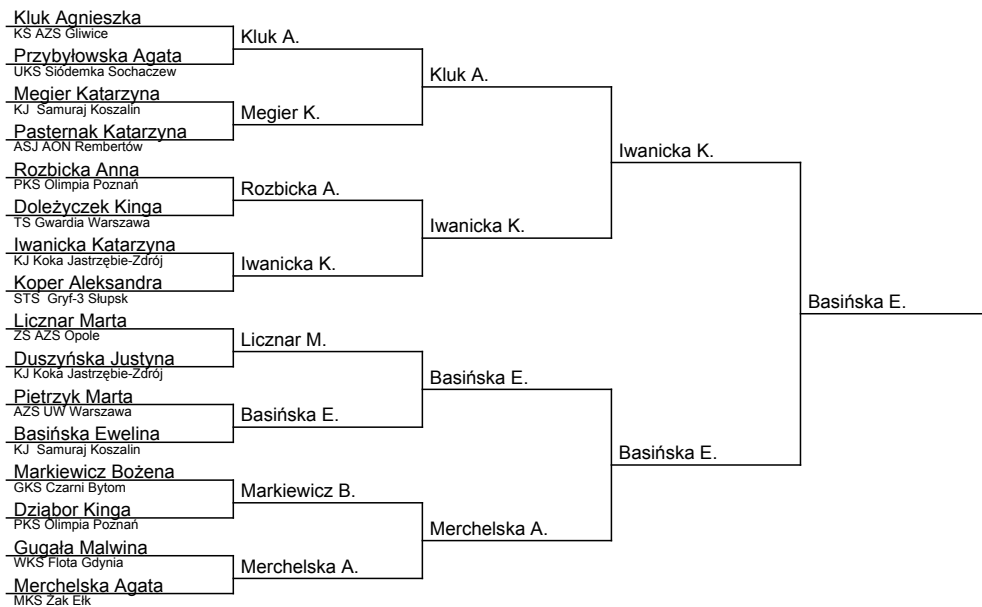 Kluk Agnieszka
KS AZS Gliwice
Przybyłowska Agata
UKS Siódemka Sochaczew
Megier Katarzyna
KJ Samuraj Koszalin
Pasternak Katarzyna
ASJ AON Rembertów
Rozbicka Anna
PKS Olimpia Poznań
Doleżyczek Kinga
TS Gwardia Warszawa
Iwanicka Katarzyna
KJ Koka Jastrzębie-Zdrój
Koper Aleksandra
STS Gryf-3 Słupsk
Licznar Marta
ZS AZS Opole
Duszyńska Justyna
KJ Koka Jastrzębie-Zdrój
Pietrzyk Marta
AZS UW Warszawa
Basińska Ewelina
KJ Samuraj Koszalin
Markiewicz Bożena
GKS Czarni Bytom
Dziąbor Kinga
PKS Olimpia Poznań
Gugała Malwina
WKS Flota Gdynia
Merchelska Agata
MKS Żak Ełk
Kluk A.
Megier K.
Rozbicka A.
Iwanicka K.
Licznar M.
Basińska E.
Markiewicz B.
Merchelska A.
Kluk A.
Iwanicka K.
Basińska E.
Merchelska A.
Iwanicka K.
Basińska E.
Basińska E.